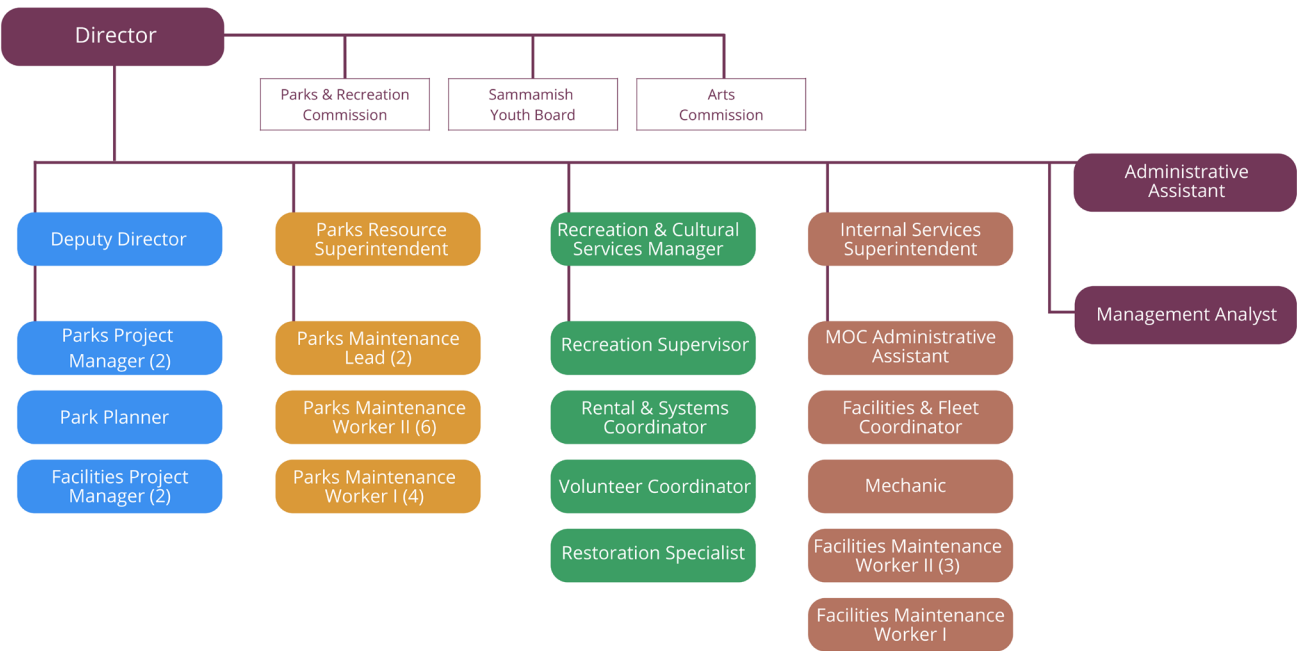 Director
Parks & Recreation
Commission
Sammamish
Youth Board
Arts
Commission
Administrative
Assistant
Management Analyst
Deputy Director
Parks Project
Manager (2)
Park Planner
Facilities Project
Manager (2)
Parks Resource
Superintendent
Parks Maintenance
Lead (2)
Parks Maintenance
Worker II (6)
Parks Maintenance
Worker I (4)
Recreation & Cultural
Services Manager
Recreation Supervisor
Rental & Systems
Coordinator
Volunteer Coordinator
Restoration Specialist
Internal Services
Superintendent
MOC Administrative
Assistant
Facilities & Fleet
Coordinator
Mechanic
Facilities Maintenance
Worker II (3)
Facilities Maintenance
Worker I